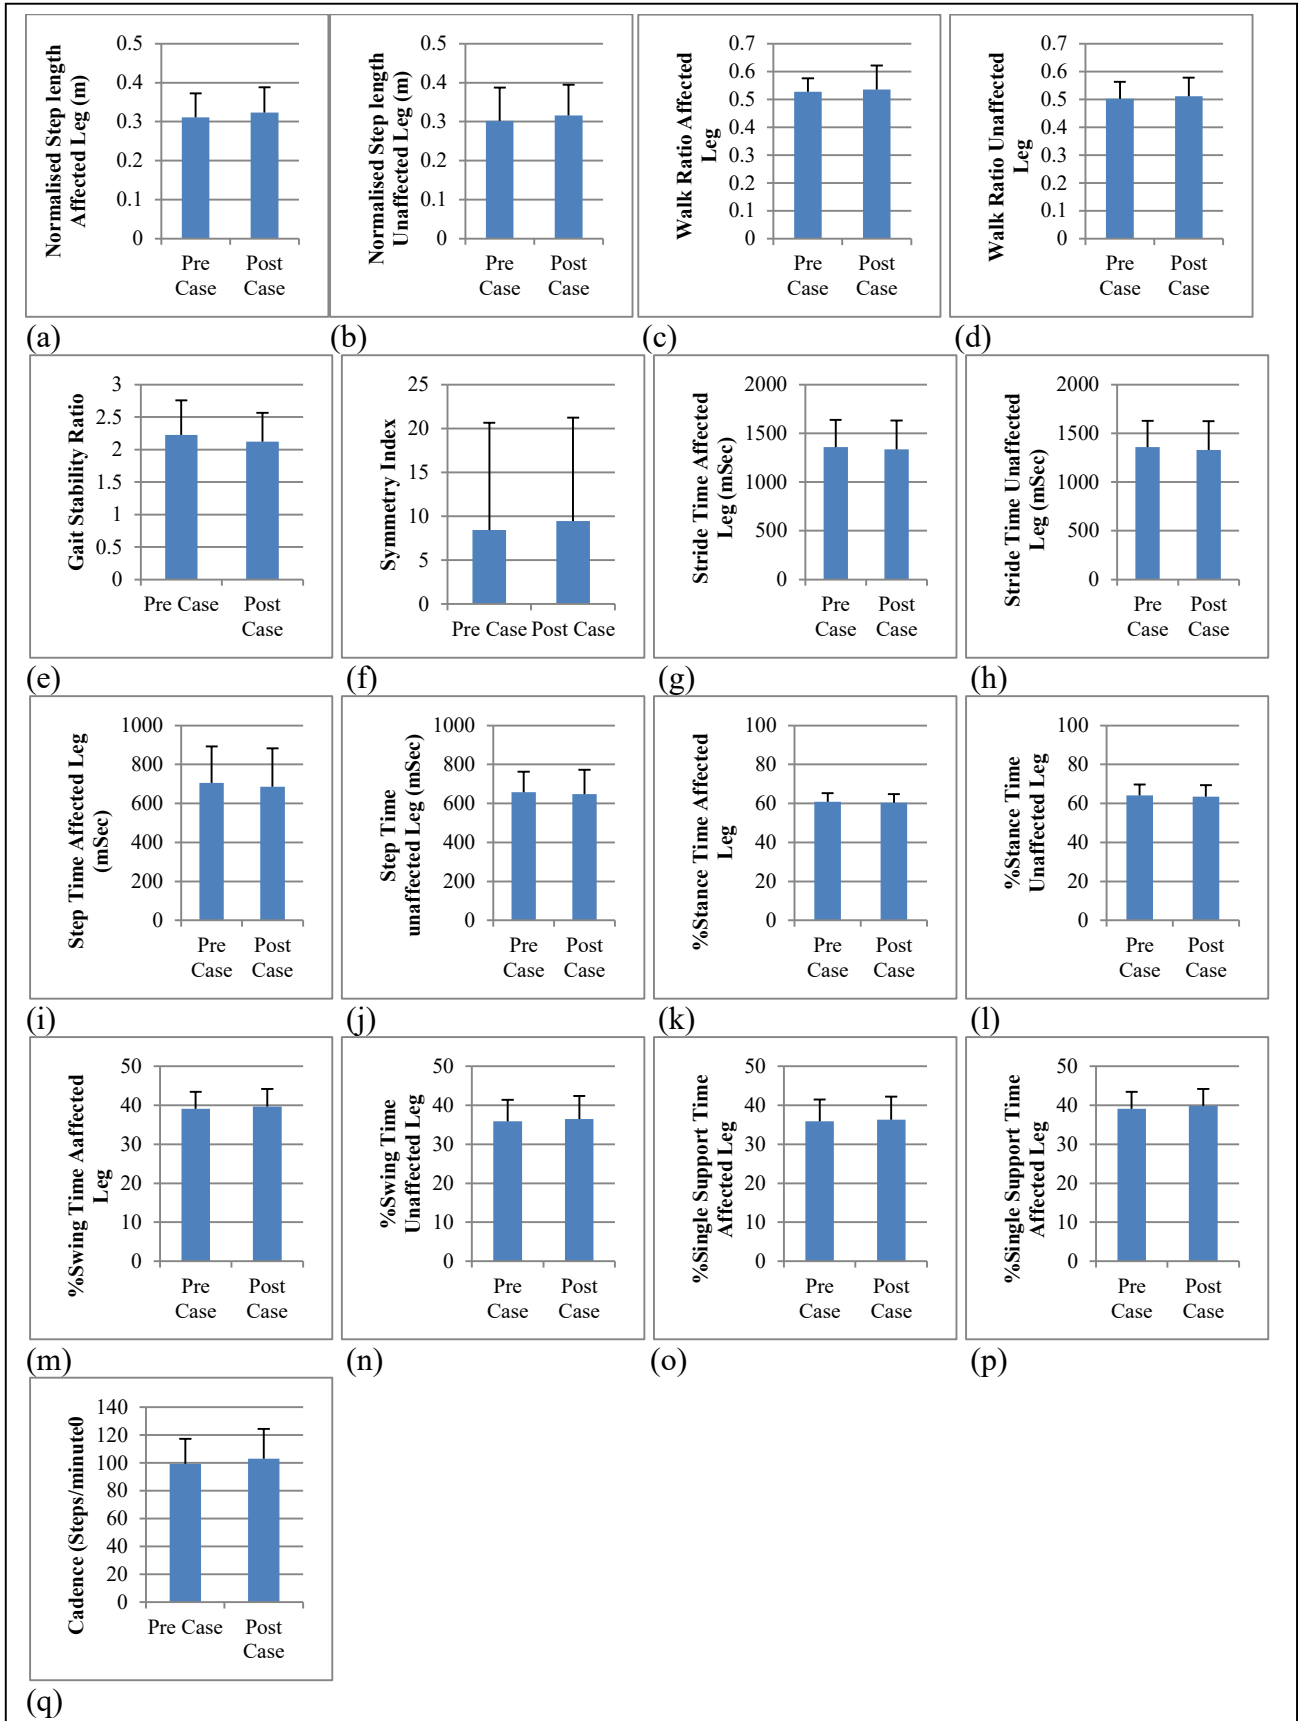 Normalised Step length
Affected Leg (m)
0.5
0.4
0.3
0.2
0.1
0
Pre
Case
Post
Case
(a)
Normalised Step length
Unaffected Leg (m)
0.5
0.4
0.3
0.2
0.1
0
Pre
Case
Post
Case
(b)
Walk Ratio Affected
Leg
0.7
0.6
0.5
0.4
0.3
0.2
0.1
0
Pre
Case
Post
Case
(c)
Walk Ratio Unaffected
Leg
0.7
0.6
0.5
0.4
0.3
0.2
0.1
0
Pre
Case
Post
Case
(d)
Gait Stability Ratio
3
2.5
2
1.5
1
0.5
0
Pre Case
Post
Case
(e)
Symmetry Index
25
20
15
10
5
0
Pre Case Post Case
(f)
Stride Time Affected
Leg (mSec)
2000
1500
1000
500
0
Pre
Case
Post
Case
(g)
Stride Time Unaffected
Leg (mSec)
2000
1500
1000
500
0
Pre
Case
Post
Case
(h)
Step Time Affected Leg
(mSec)
1000
800
600
400
200
0
Pre
Case
Post
Case
(i)
Step Time
unaffected Leg (mSec)
1000
800
600
400
200
0
Pre
Case
Post
Case
(j)
%Stance Time Affected
Leg
100
80
60
40
20
0
Pre
Case
Post
Case
(k)
%Stance Time
Unaffected Leg
100
80
60
40
20
0
Pre
Case
Post
Case
(l)
%Swing Time Aaffected
Leg
50
40
30
20
10
0
Pre
Case
Post
Case
(m)
%Swing Time
Unaffected Leg
50
40
30
20
10
0
Pre
Case
Post
Case
(n)
%Single Support Time
Affected Leg
50
40
30
20
10
0
Pre
Case
Post
Case
(o)
%Single Support Time
Affected Leg
50
40
30
20
10
0
Pre
Case
Post
Case
(p)
Cadence (Steps/minute0
140
120
100
80
60
40
20
0
Pre Case
Post
Case
(q)